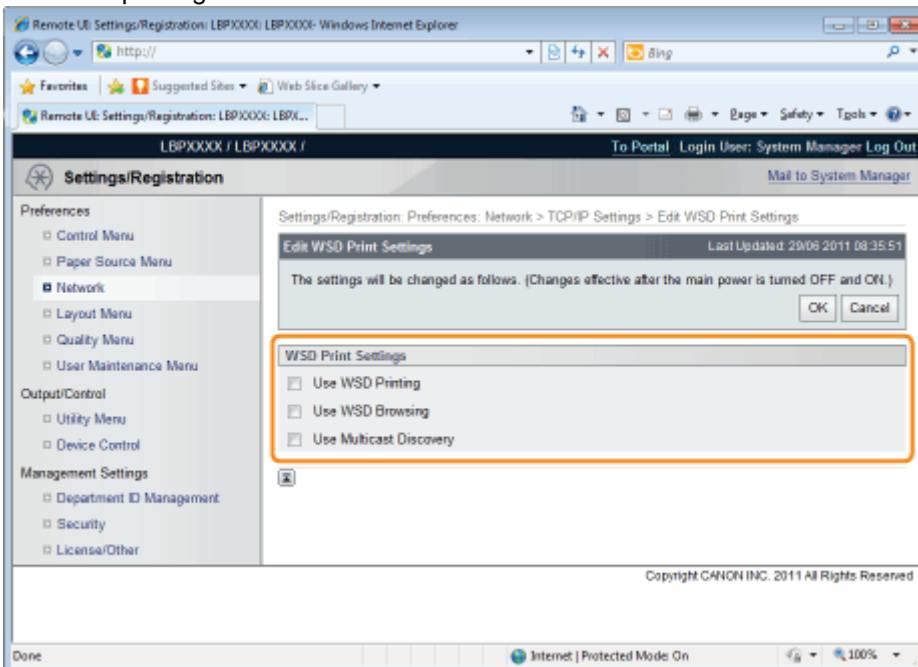 Remote UI: Settings/Registration: LBPXXXX: LBPXXXX- Windows Internet Explorer
http://
Bing
Favorites Suggested Sites Web Slice Gallery
Remote UI: Settings/Registration: LBPXXXX: LBPX... Page Safety Tools
LBPXXXX / LBPXXXX / To Portal Login User: System Manager Log Out
Settings/Registration Mail to System Manager
Preferences
Control Menu
Paper Source Menu
Network
Layout Menu
Quality Menu
User Maintenance Menu
Output/Control
Utility Menu
Device Control
Management Settings
Department ID Management
Security
License/Other
Settings/Registration: Preferences: Network > TCP/IP Settings > Edit WSD Print Settings
Edit WSD Print Settings Last Updated: 29/06 2011 08:35:51
The settings will be changed as follows. (Changes effective after the main power is turned OFF and ON.)
OK Cancel
WSD Print Settings
Use WSD Printing
Use WSD Browsing
Use Multicast Discovery
Copyright CANON INC. 2011 All Rights Reserved
Done Internet | Protected Mode: On 100%